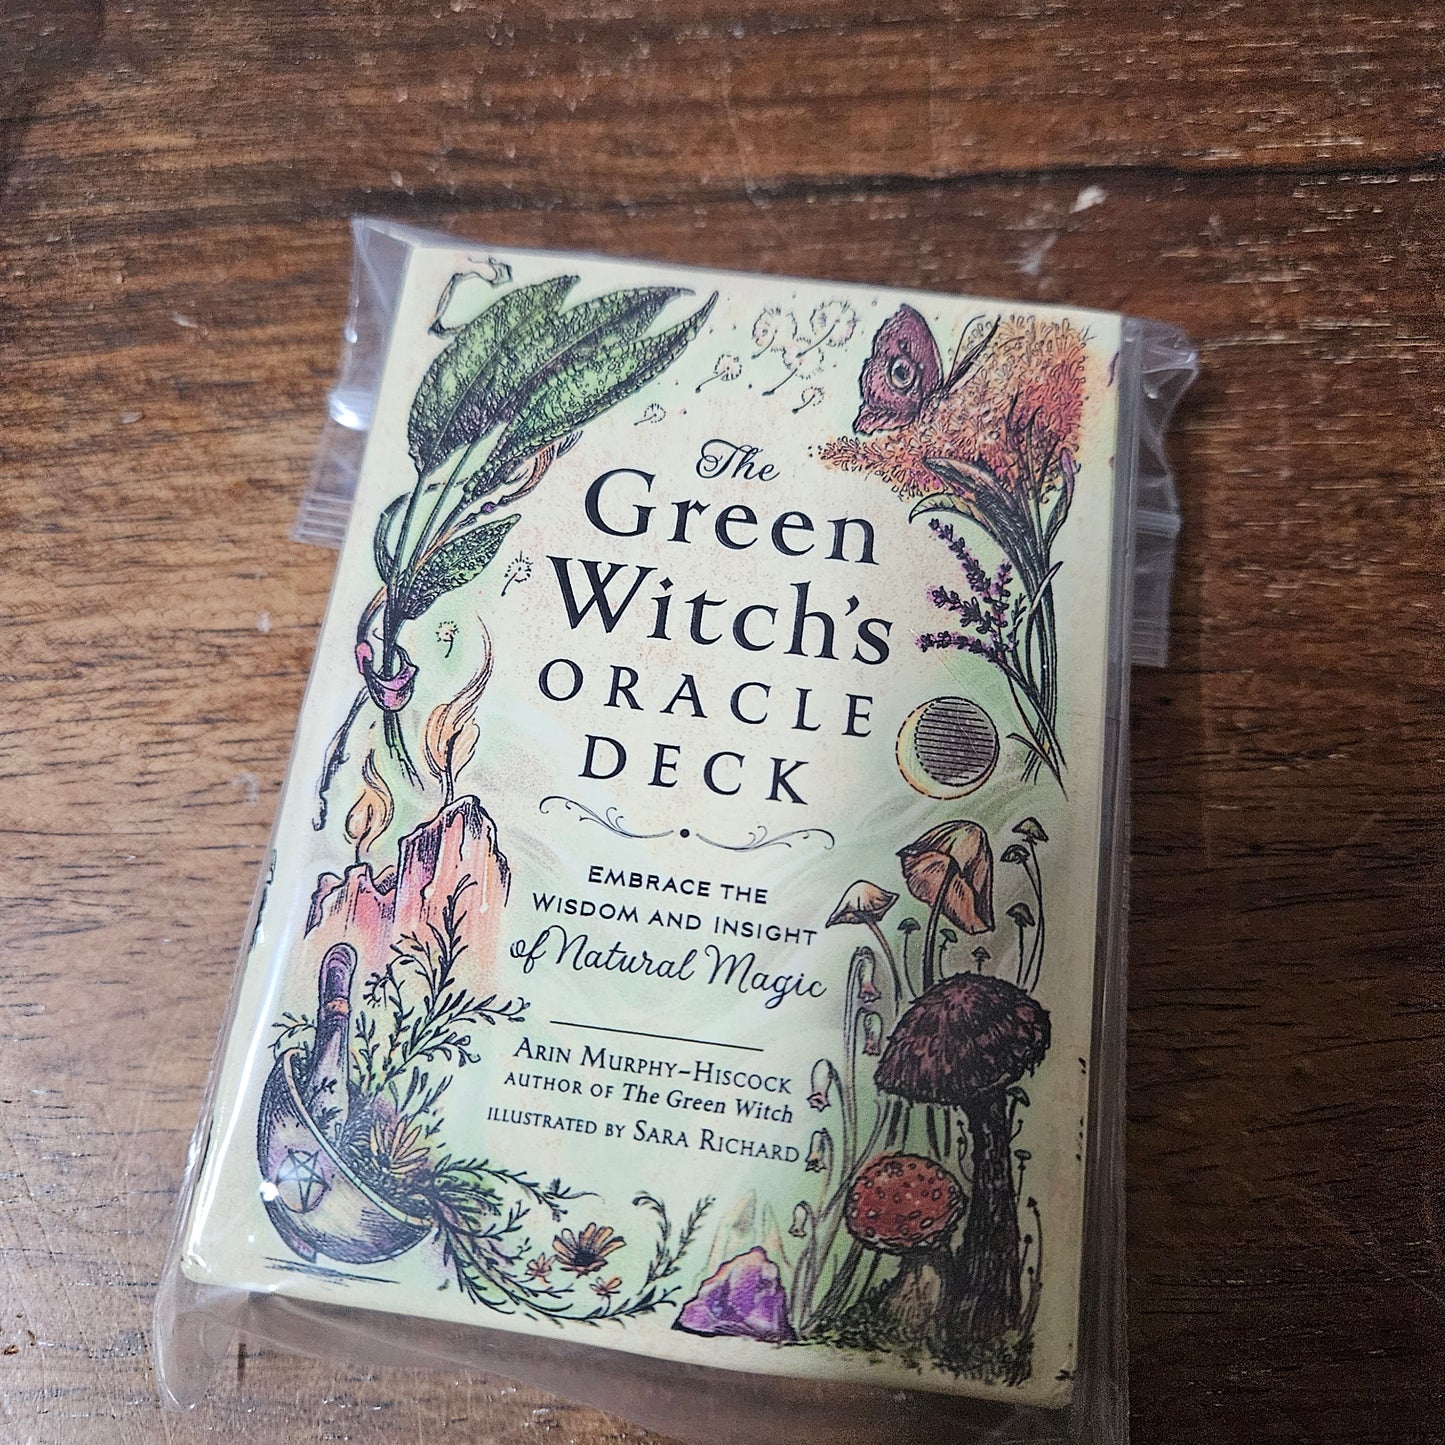 The
Green
Witch's
ORACLE
DECK
EMBRACE THE
WISDOM AND INSIGHT
of Natural Magic
ARIN MURPHY-HISCOCK
AUTHOR OF The Green Witch
ILLUSTRATED BY SARA RICHARD